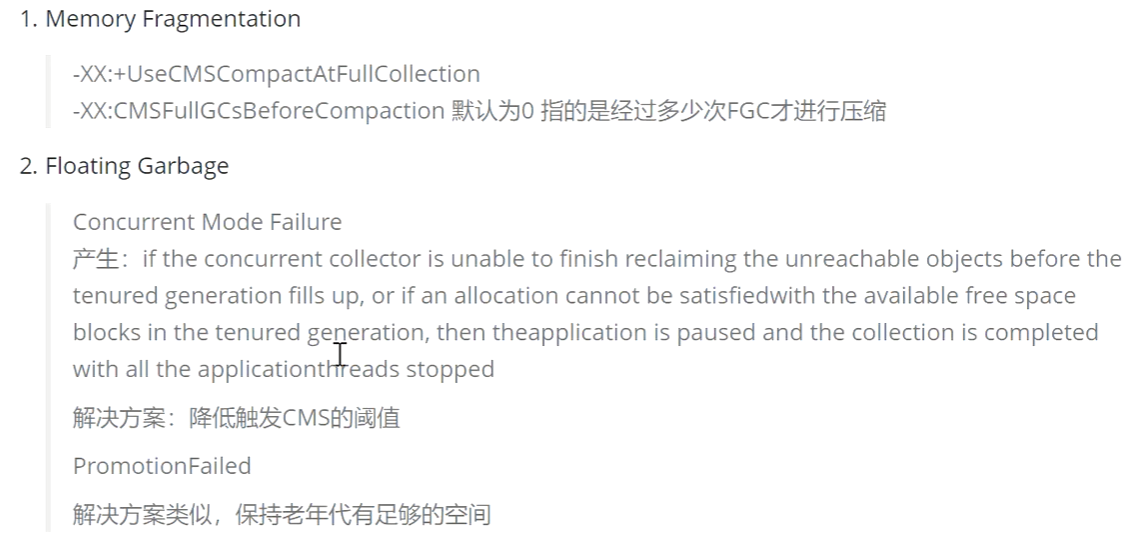 1. Memory Fragmentation
-XX:+UseCMSCompactAtFullCollection
-XX:CMSFullGCsBeforeCompaction 默认为0 指的是经过多少次FGC才进行压缩
2. Floating Garbage
Concurrent Mode Failure
产生：if the concurrent collector is unable to finish reclaiming the unreachable objects before the
tenured generation fills up, or if an allocation cannot be satisfiedwith the available free space
blocks in the tenured generation, then theapplication is paused and the collection is completed
with all the applicationthreads stopped
解决方案：降低触发CMS的阈值
PromotionFailed
解决方案类似，保持老年代有足够的空间